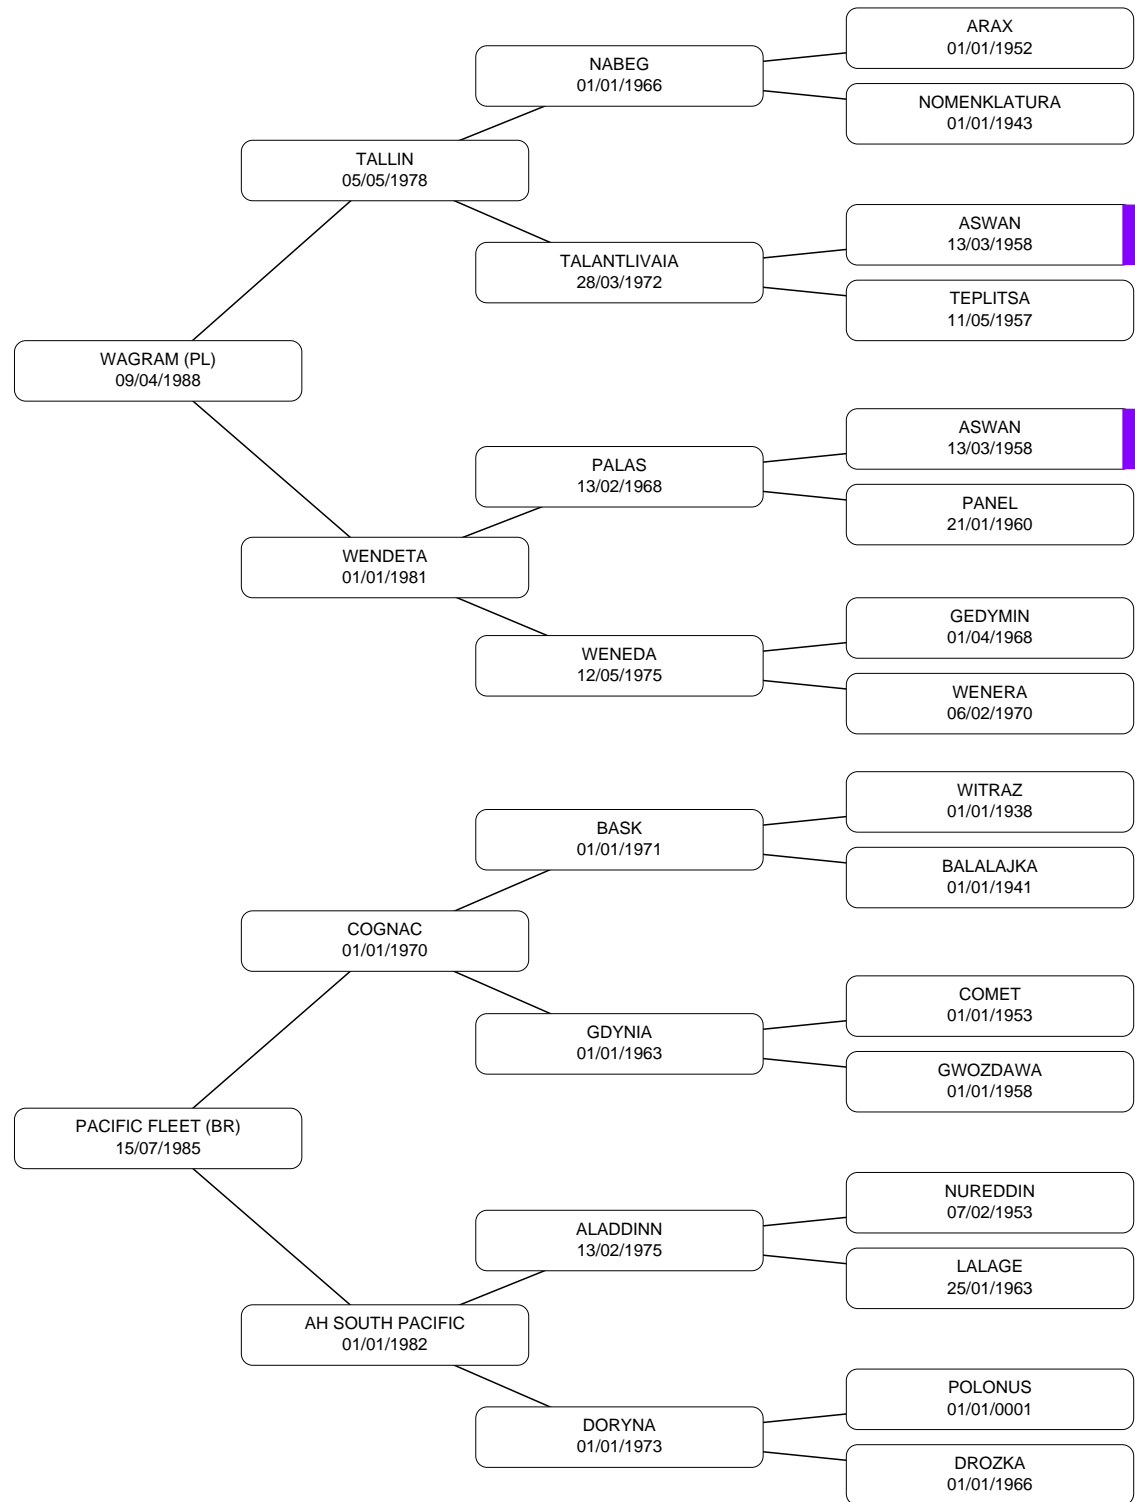 ARAX
01/01/1952
NABEG
01/01/1966
NOMENKLATURA
01/01/1943
TALLIN
05/05/1978
ASWAN
13/03/1958
TALANTLIVAIA
28/03/1972
TEPLITSA
11/05/1957
WAGRAM (PL)
09/04/1988
ASWAN
13/03/1958
PALAS
13/02/1968
PANEL
21/01/1960
WENDETA
01/01/1981
GEDYMIN
01/04/1968
WENEDA
12/05/1975
WENERA
06/02/1970
WITRAZ
01/01/1938
BASK
01/01/1971
BALALAJKA
01/01/1941
COGNAC
01/01/1970
COMET
01/01/1953
GDYNIA
01/01/1963
GWOZDAWA
01/01/1958
PACIFIC FLEET (BR)
15/07/1985
NUREDDIN
07/02/1953
ALADDINN
13/02/1975
LALAGE
25/01/1963
AH SOUTH PACIFIC
01/01/1982
POLONUS
01/01/0001
DORYNA
01/01/1973
DROZKA
01/01/1966